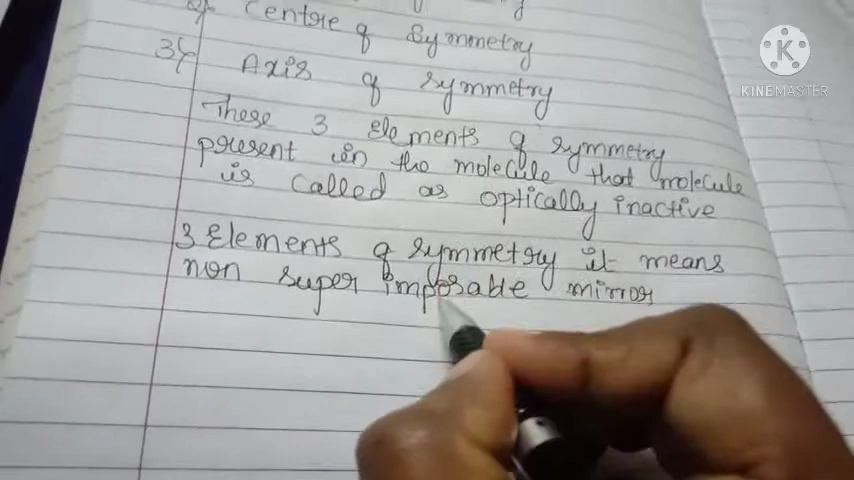 2) Centre of Symmetry
3) Axis of symmetry
These 3 elements of symmetry
present in the molecule that molecule
is called as optically inactive
3 Elements of symmetry it means
non super imposable mirror
K
KINEMASTER